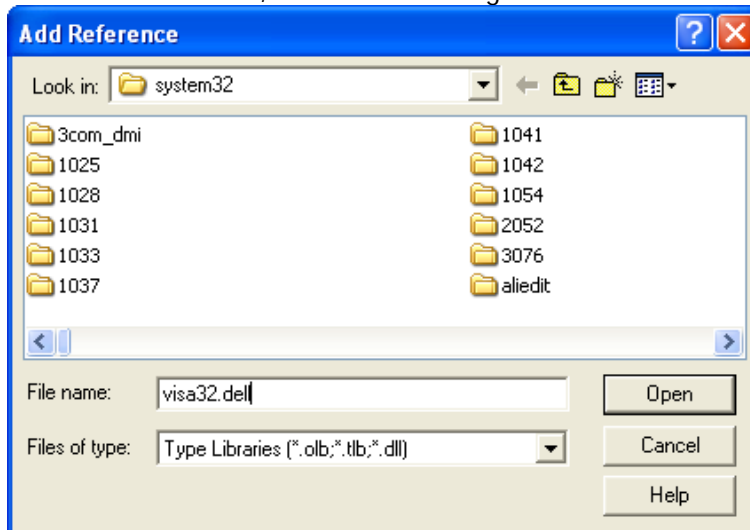 Add Reference
Look in: system32
3com_dmi 1041
1025 1042
1028 1054
1031 2052
1033 3076
1037 aliedit
File name: visa32.dell Open
Files of type: Type Libraries (*.olb;*.tlb;*.dll) Cancel
Help